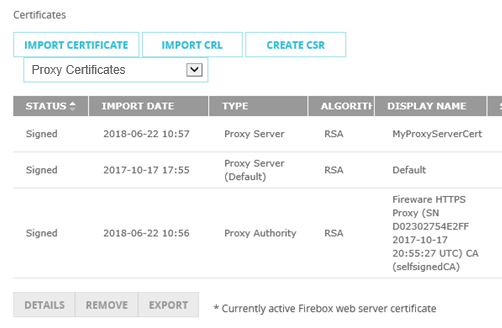 Certificates
IMPORT CERTIFICATE IMPORT CRL CREATE CSR
Proxy Certificates
STATUS IMPORT DATE TYPE ALGORITH DISPLAY NAME
Signed 2018-06-22 10:57 Proxy Server RSA MyProxyServerCert
Signed 2017-10-17 17:55 Proxy Server (Default) RSA Default
Signed 2018-06-22 10:56 Proxy Authority RSA Fireware HTTPS
Proxy (SN
D02302754E2FF
2017-10-17
20:55:27 UTC) CA
(selfsignedCA)
DETAILS REMOVE EXPORT * Currently active Firebox web server certificate